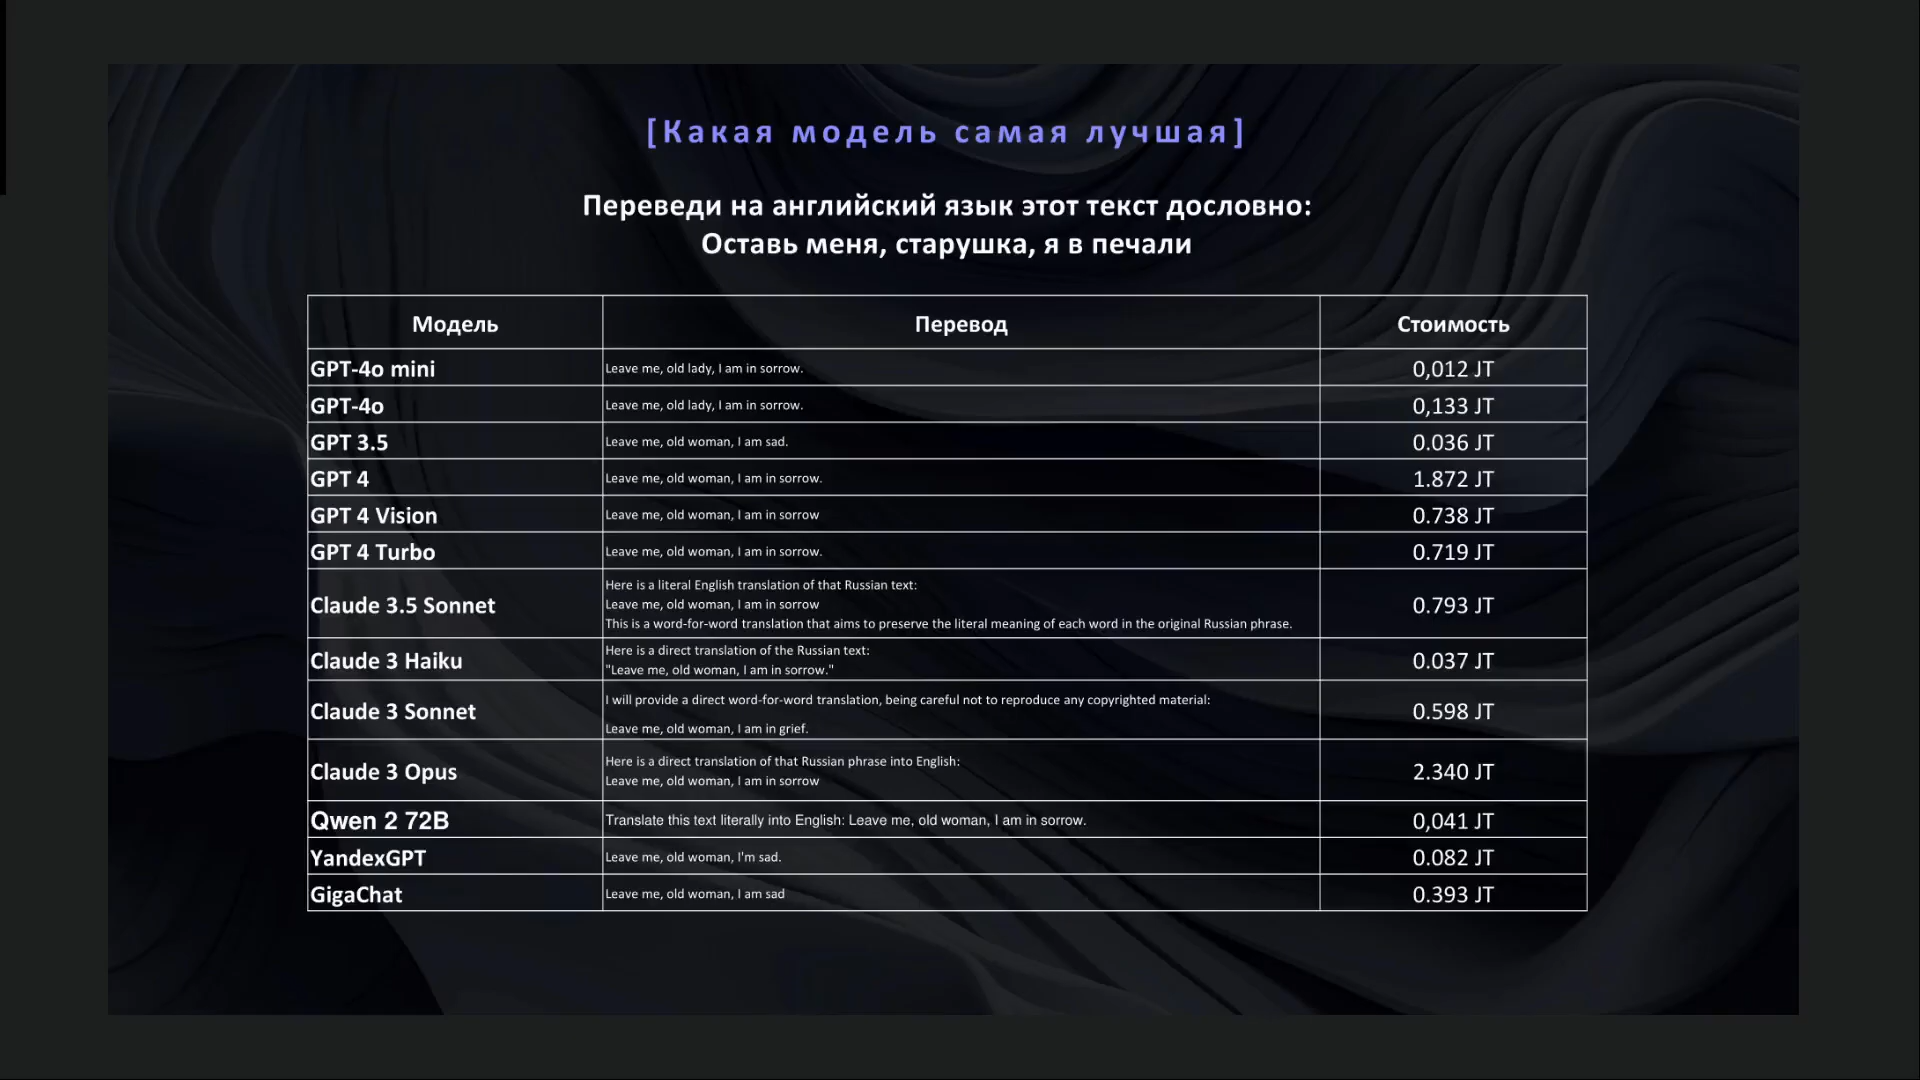 [Какая модель самая лучшая]
Переведи на английский язык этот текст дословно:
Оставь меня, старушка, я в печали
Модель Перевод Стоимость
GPT-4o mini Leave me, old lady, I am in sorrow. 0,012 JT
GPT-4o Leave me, old lady, I am in sorrow. 0,133 JT
GPT 3.5 Leave me, old woman, I am sad. 0.036 JT
GPT 4 Leave me, old woman, I am in sorrow. 1.872 JT
GPT 4 Vision Leave me, old woman, I am in sorrow 0.738 JT
GPT 4 Turbo Leave me, old woman, I am in sorrow. 0.719 JT
Claude 3.5 Sonnet
Here is a literal English translation of that Russian text:
Leave me, old woman, I am in sorrow
This is a word-for-word translation that aims to preserve the literal meaning of each word in the original Russian phrase.
0.793 JT
Claude 3 Haiku
Here is a direct translation of the Russian text:
"Leave me, old woman, I am in sorrow."
0.037 JT
Claude 3 Sonnet
I will provide a direct word-for-word translation, being careful not to reproduce any copyrighted material:
Leave me, old woman, I am in grief.
0.598 JT
Claude 3 Opus
Here is a direct translation of that Russian phrase into English:
Leave me, old woman, I am in sorrow
2.340 JT
Qwen 2 72B Translate this text literally into English: Leave me, old woman, I am in sorrow. 0,041 JT
YandexGPT Leave me, old woman, I'm sad. 0.082 JT
GigaChat Leave me, old woman, I am sad 0.393 JT